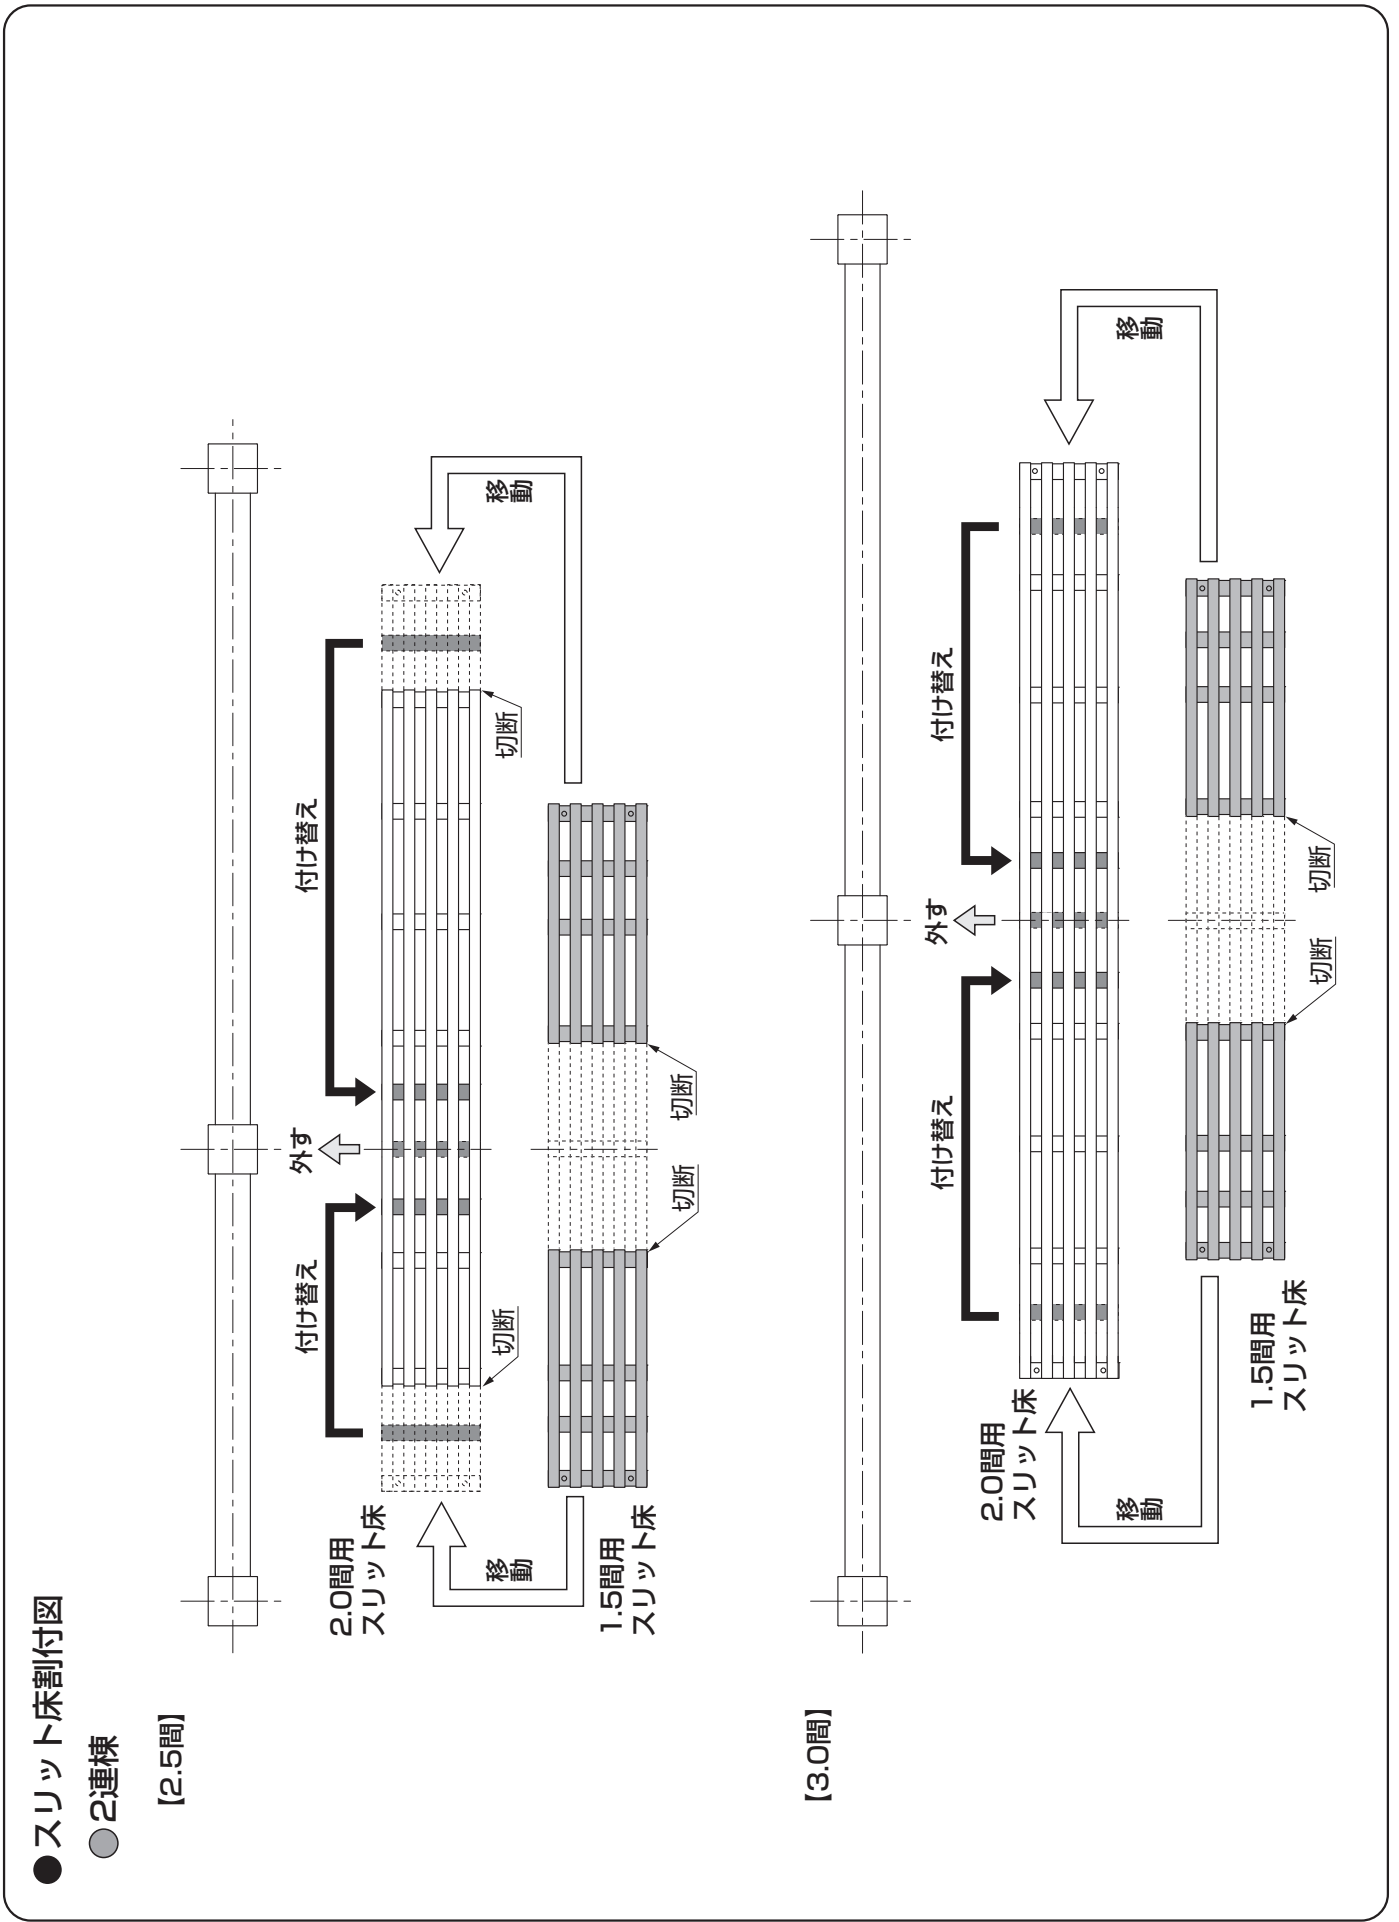 ●スリット床割付図
●2連棟
【2.5間】
付け替え
外す
付け替え
2.0間用
スリット床
切断
切断
移動
移動
1.5間用
スリット床
切断
切断
【3.0間】
付け替え
外す
付け替え
2.0間用
スリット床
移動
移動
1.5間用
スリット床
切断
切断